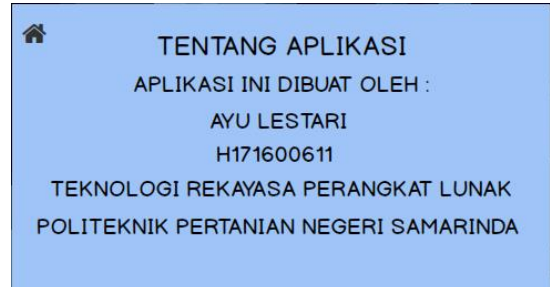 TENTANG APLIKASI
APLIKASI INI DIBUAT OLEH :
AYU LESTARI
H171600611
TEKNOLOGI REKAYASA PERANGKAT LUNAK
POLITEKNIK PERTANIAN NEGERI SAMARINDA